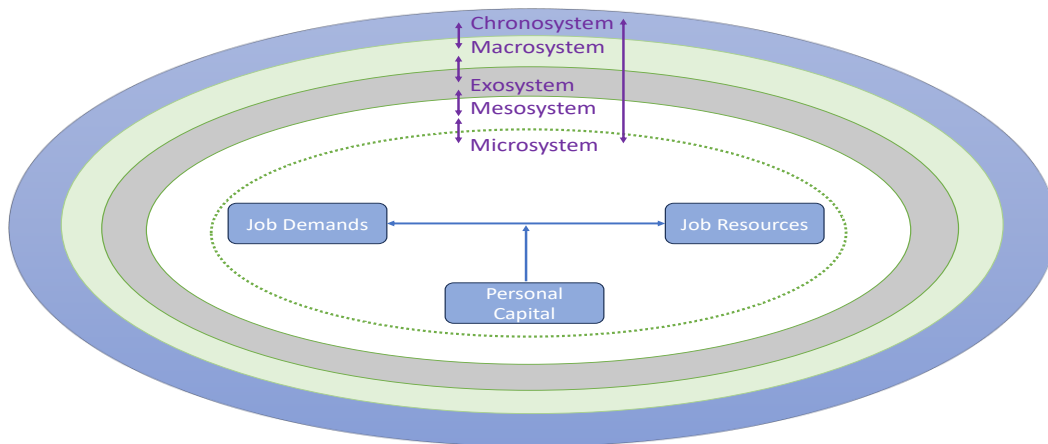 Chronosystem
Macrosystem
Exosystem
Mesosystem
Microsystem
Job Demands
Job Resources
Personal
Capital